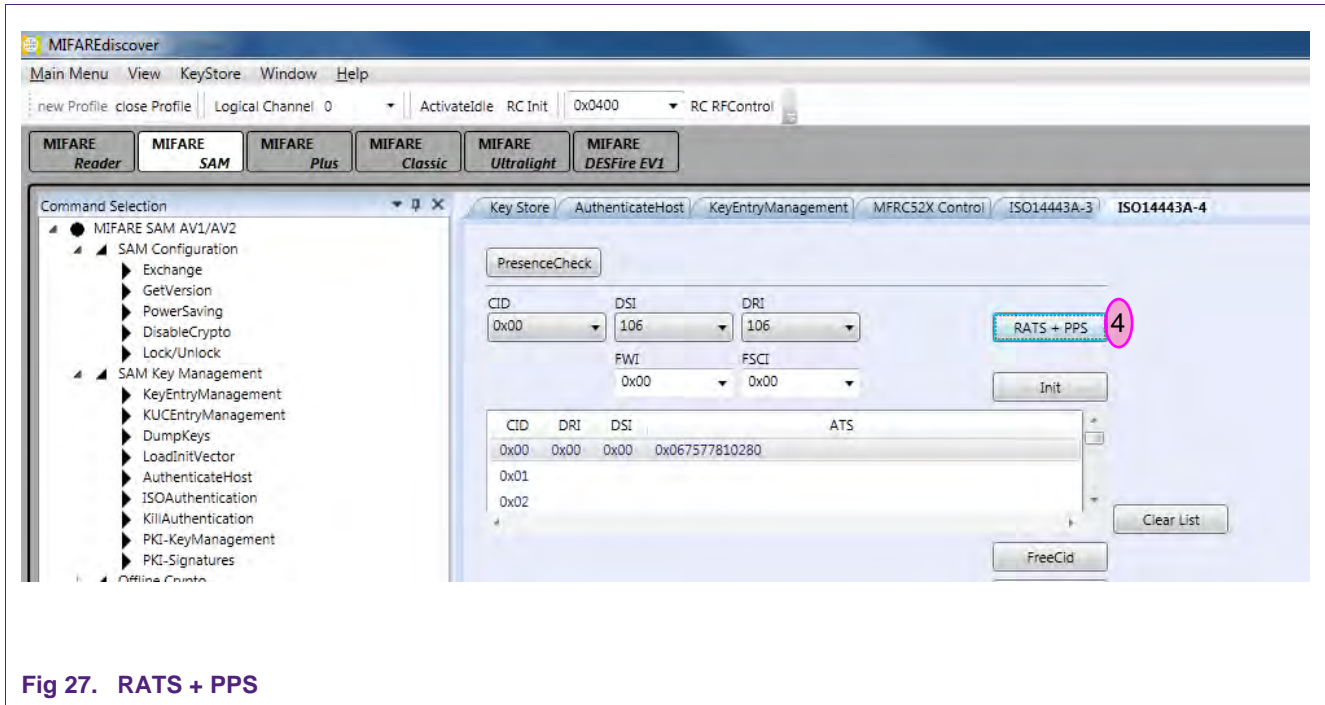 MIFAREdiscover
Main Menu View KeyStore Window Help
new Profile close Profile Logical Channel 0 ActivateIdle RC Init 0x0400 RC RFControl
MIFARE Reader MIFARE SAM MIFARE Plus MIFARE Classic MIFARE Ultralight MIFARE DESFire EV1
Command Selection
MIFARE SAM AV1/AV2
SAM Configuration
Exchange
GetVersion
PowerSaving
DisableCrypto
Lock/Unlock
SAM Key Management
KeyEntryManagement
KUCEntryManagement
DumpKeys
LoadInitVector
AuthenticateHost
ISOAuthentication
KillAuthentication
PKI-KeyManagement
PKI-Signatures
Offline Crypto
Key Store AuthenticateHost KeyEntryManagement MFRC52X Control ISO14443A-3 ISO14443A-4
PresenceCheck
CID DSI DRI
0x00 106 106 RATS + PPS 4
FWI FSCI
0x00 0x00 Init
CID DRI DSI ATS
0x00 0x00 0x00 0x067577810280
0x01
0x02
Clear List
FreeCid
Fig 27. RATS + PPS